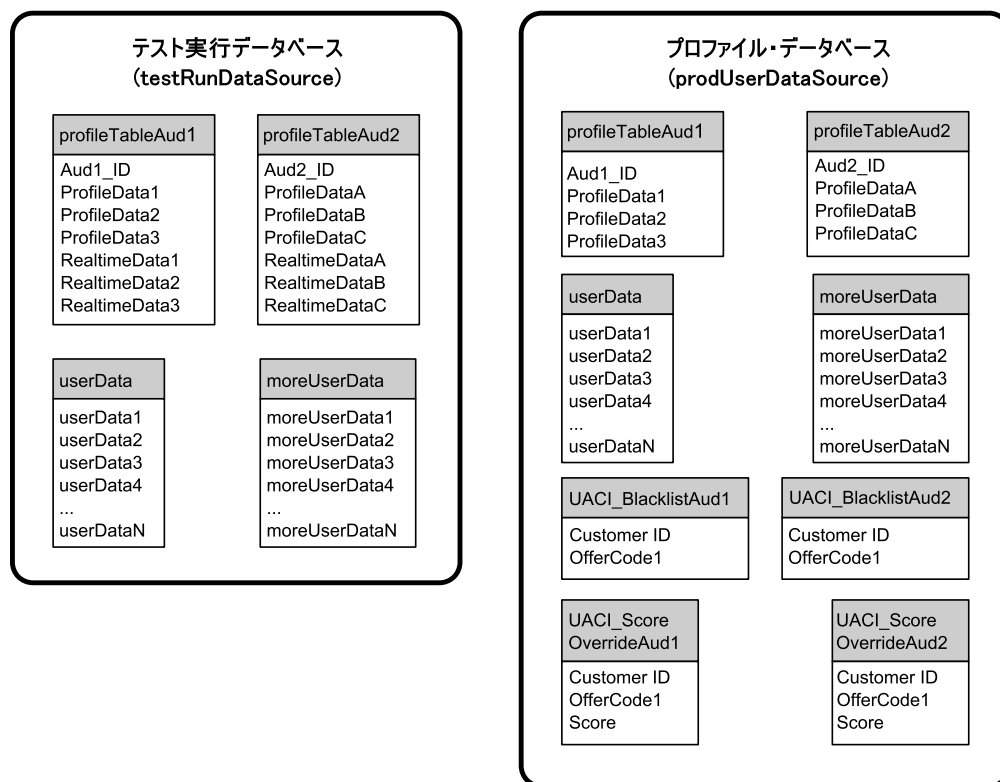 テスト実行データベース
(testRunDataSource)
profileTableAud1
Aud1_ID
ProfileData1
ProfileData2
ProfileData3
RealtimeData1
RealtimeData2
RealtimeData3
profileTableAud2
Aud2_ID
ProfileDataA
ProfileDataB
ProfileDataC
RealtimeDataA
RealtimeDataB
RealtimeDataC
userData
userData1
userData2
userData3
userData4
...
userDataN
moreUserData
moreUserData1
moreUserData2
moreUserData3
moreUserData4
...
moreUserDataN
プロファイル・データベース
(prodUserDataSource)
profileTableAud1
Aud1_ID
ProfileData1
ProfileData2
ProfileData3
profileTableAud2
Aud2_ID
ProfileDataA
ProfileDataB
ProfileDataC
userData
userData1
userData2
userData3
userData4
...
userDataN
moreUserData
moreUserData1
moreUserData2
moreUserData3
moreUserData4
...
moreUserDataN
UACI_BlacklistAud1
Customer ID
OfferCode1
UACI_BlacklistAud2
Customer ID
OfferCode1
UACI_Score
OverrideAud1
Customer ID
OfferCode1
Score
UACI_Score
OverrideAud2
Customer ID
OfferCode1
Score